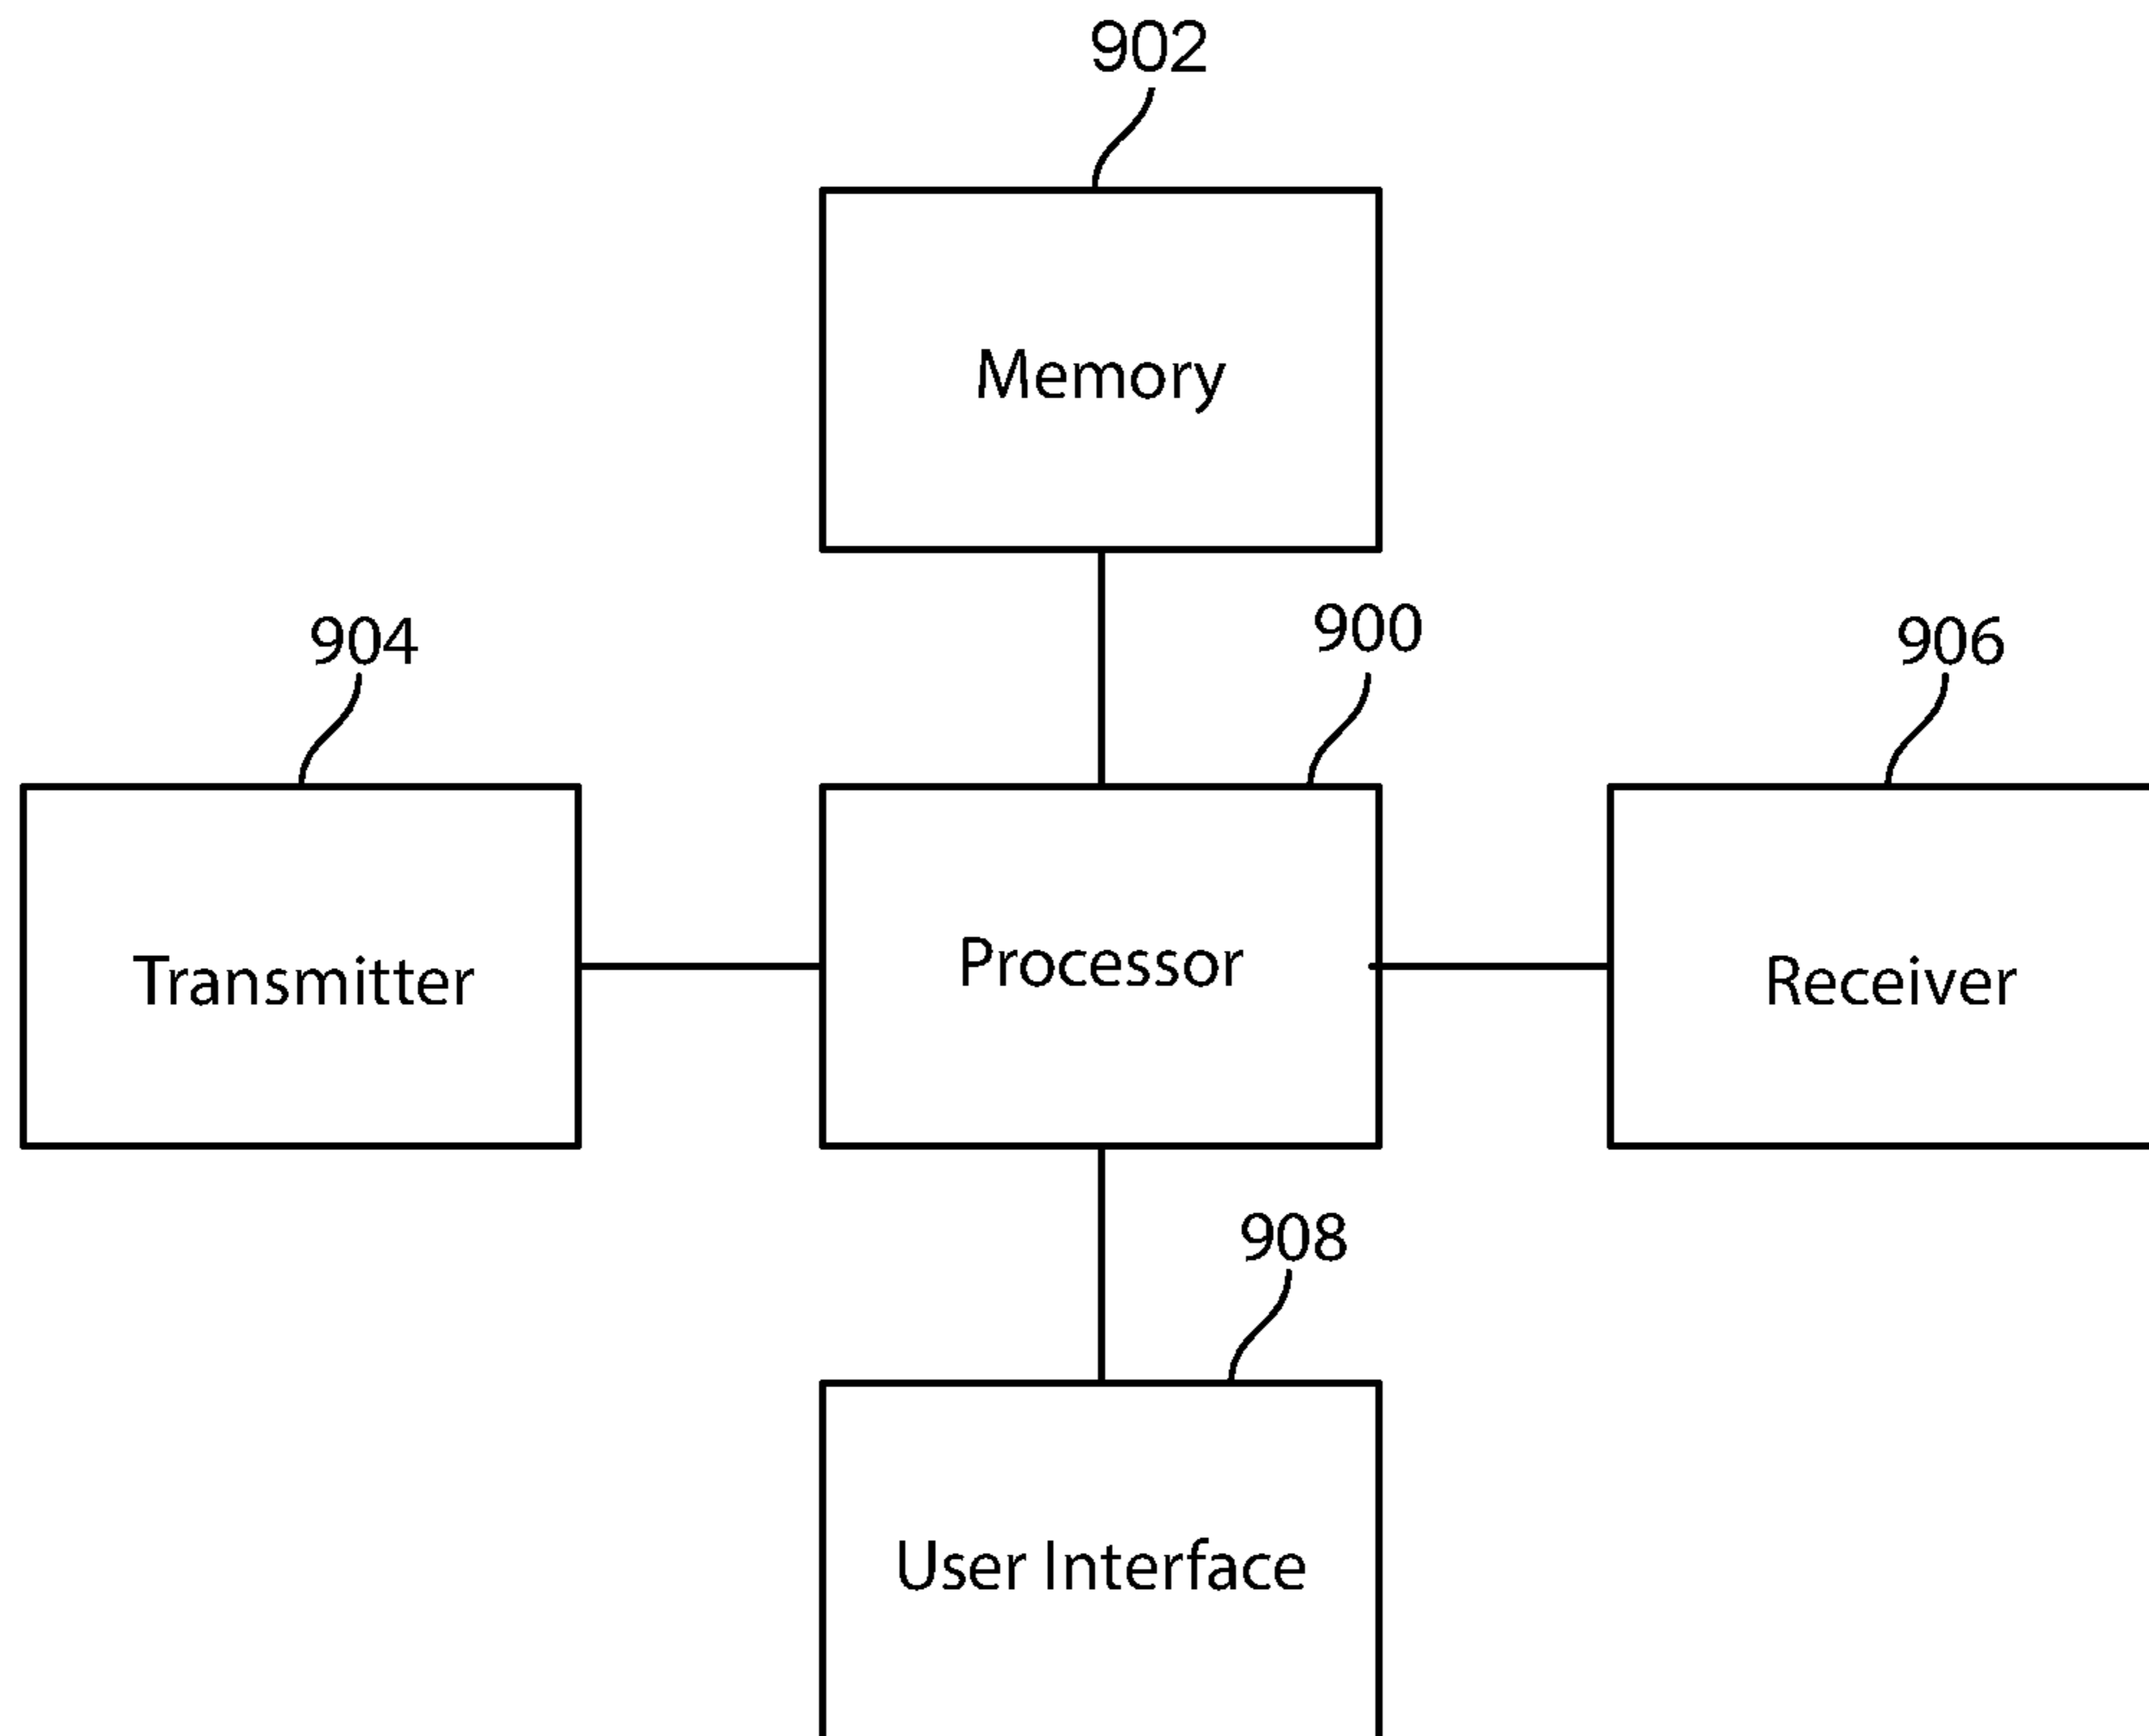 902
Memory
904
900
906
Transmitter
Processor
Receiver
908
User Interface